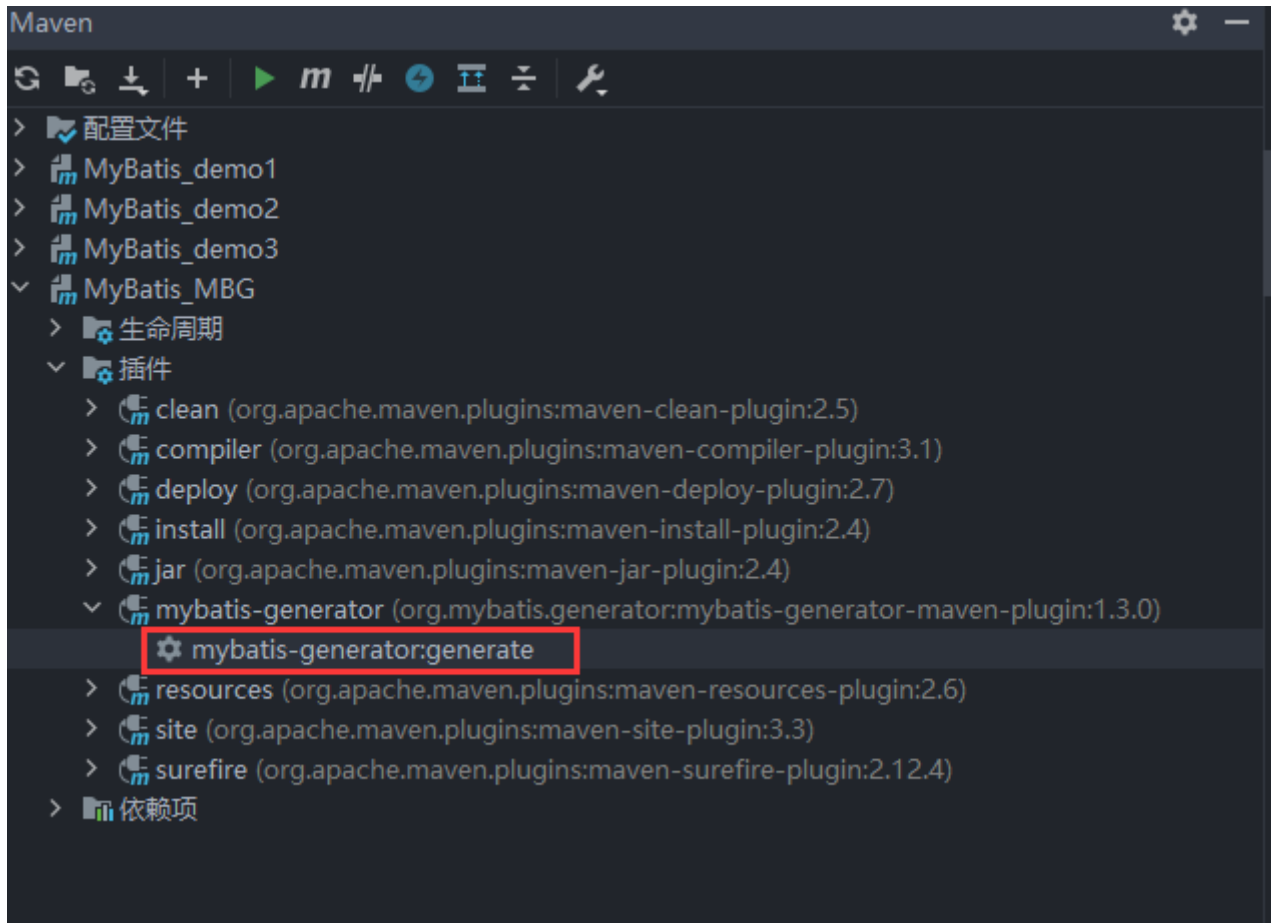 Maven
m
配置文件
MyBatis_demo1
MyBatis_demo2
MyBatis_demo3
MyBatis_MBG
生命周期
插件
clean (org.apache.maven.plugins:maven-clean-plugin:2.5)
compiler (org.apache.maven.plugins:maven-compiler-plugin:3.1)
deploy (org.apache.maven.plugins:maven-deploy-plugin:2.7)
install (org.apache.maven.plugins:maven-install-plugin:2.4)
jar (org.apache.maven.plugins:maven-jar-plugin:2.4)
mybatis-generator (org.mybatis.generator:mybatis-generator-maven-plugin:1.3.0)
mybatis-generator:generate
resources (org.apache.maven.plugins:maven-resources-plugin:2.6)
site (org.apache.maven.plugins:maven-site-plugin:3.3)
surefire (org.apache.maven.plugins:maven-surefire-plugin:2.12.4)
依赖项